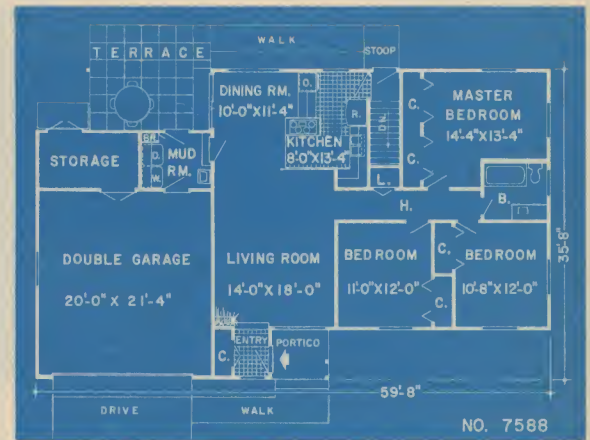 WALK
TERRACE
STOOP
DINING RM.
10'-0"X11'-4"
O.
R.
KITCHEN
8'-0"X13'-4"
DN.
C.
C.
MASTER
BEDROOM
14'-4"X13'-4"
STORAGE
BR.
D.
W.
MUD
RM.
L.
H.
B.
DOUBLE GARAGE
20'-0" X 21'-4"
LIVING ROOM
14'-0"X18'-0"
BEDROOM
11'-0"X12'-0"
C.
C.
BEDROOM
10'-8"X12'-0"
35'-8"
C.
ENTRY
PORTICO
59'-8"
DRIVE
WALK
NO. 7588